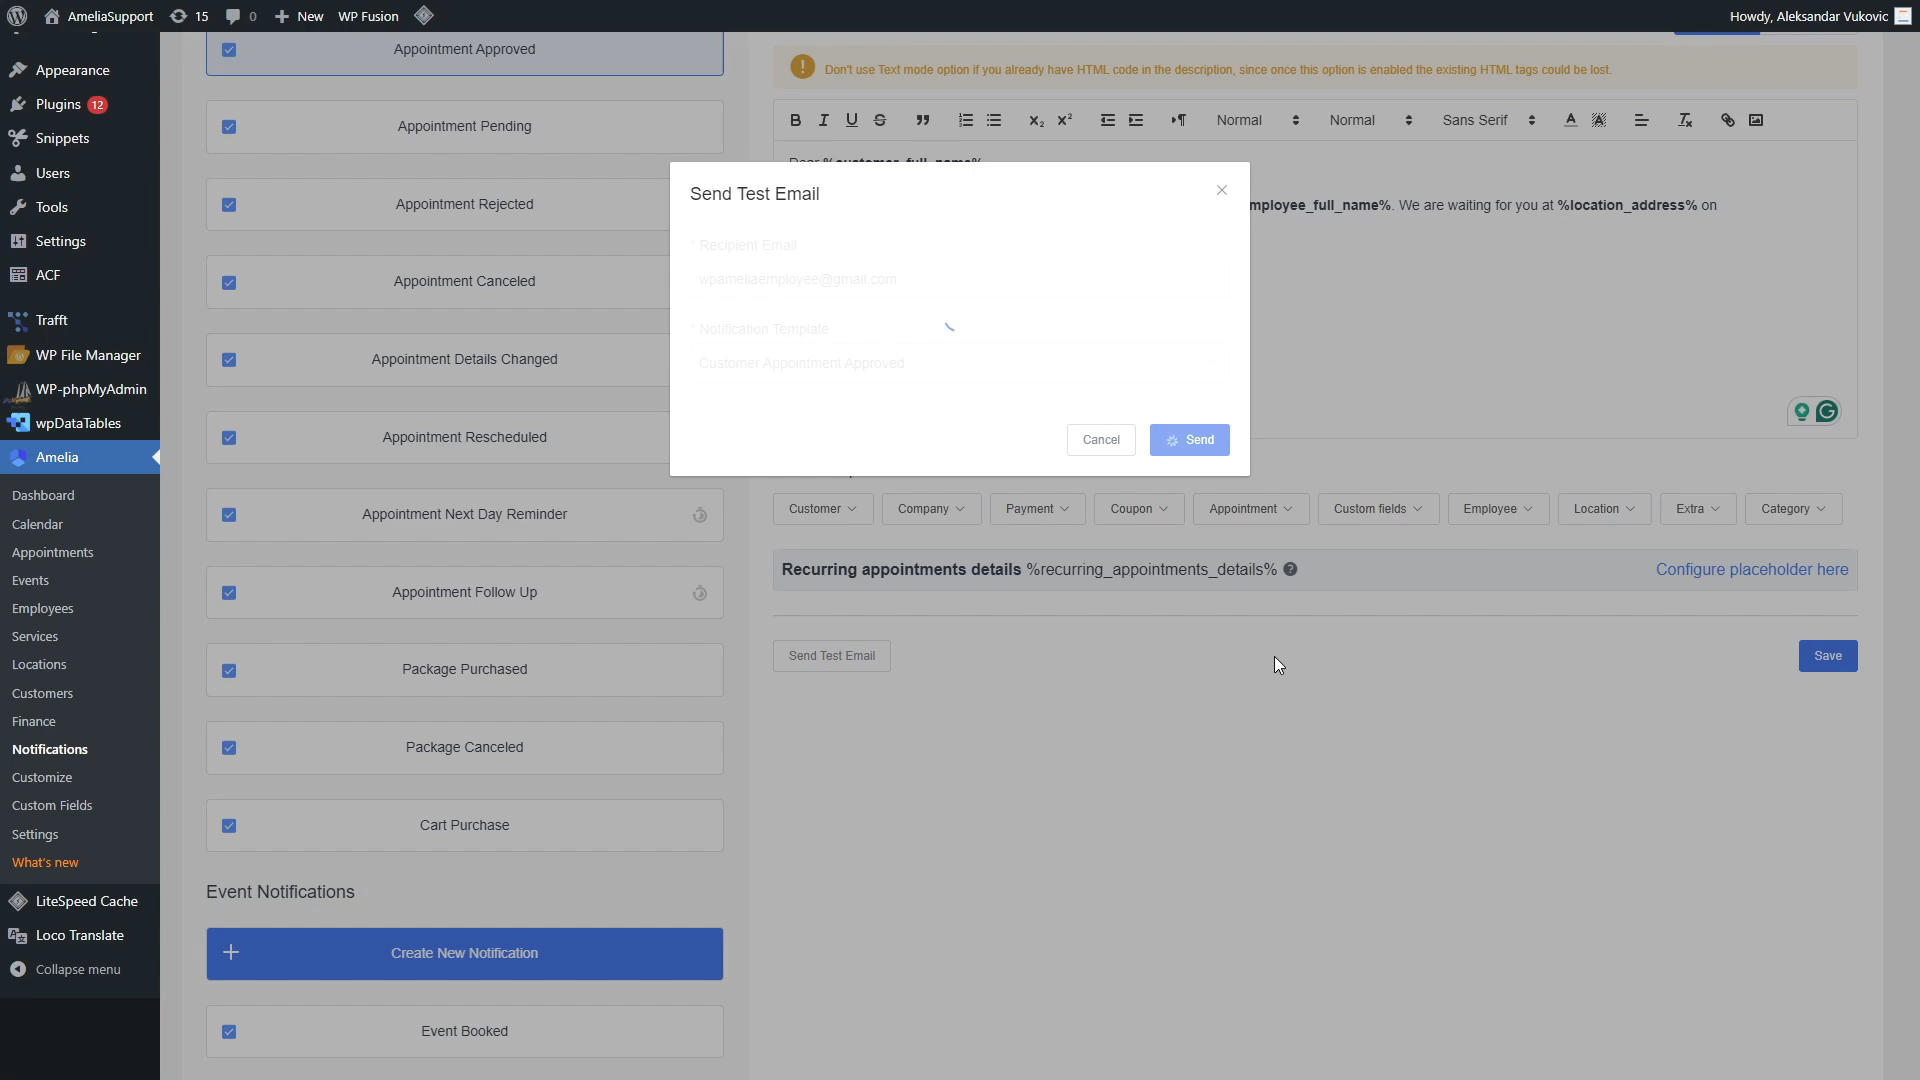 AmeliaSupport 15 0 New WP Fusion Howdy, Aleksandar Vukovic
Appearance
Plugins 12
Snippets
Users
Tools
Settings
ACF
Trafft
WP File Manager
WP-phpMyAdmin
wpDataTables
Amelia
Dashboard
Calendar
Appointments
Events
Employees
Services
Locations
Customers
Finance
Notifications
Customize
Custom Fields
Settings
What's new
LiteSpeed Cache
Loco Translate
Collapse menu
Appointment Approved
Appointment Pending
Appointment Rejected
Appointment Canceled
Appointment Details Changed
Appointment Rescheduled
Appointment Next Day Reminder
Appointment Follow Up
Package Purchased
Package Canceled
Cart Purchase
Event Notifications
Create New Notification
Event Booked
Don't use Text mode option if you already have HTML code in the description, since once this option is enabled the existing HTML tags could be lost.
Normal Normal Sans Serif
Dear %customer_full_name%
mployee_full_name%. We are waiting for you at %location_address% on
Send Test Email
* Recipient Email
wpameliaemployee@gmail.com
* Notification Template
Customer Appointment Approved
Cancel Send
Customer Company Payment Coupon Appointment Custom fields Employee Location Extra Category
Recurring appointments details %recurring_appointments_details% Configure placeholder here
Send Test Email Save